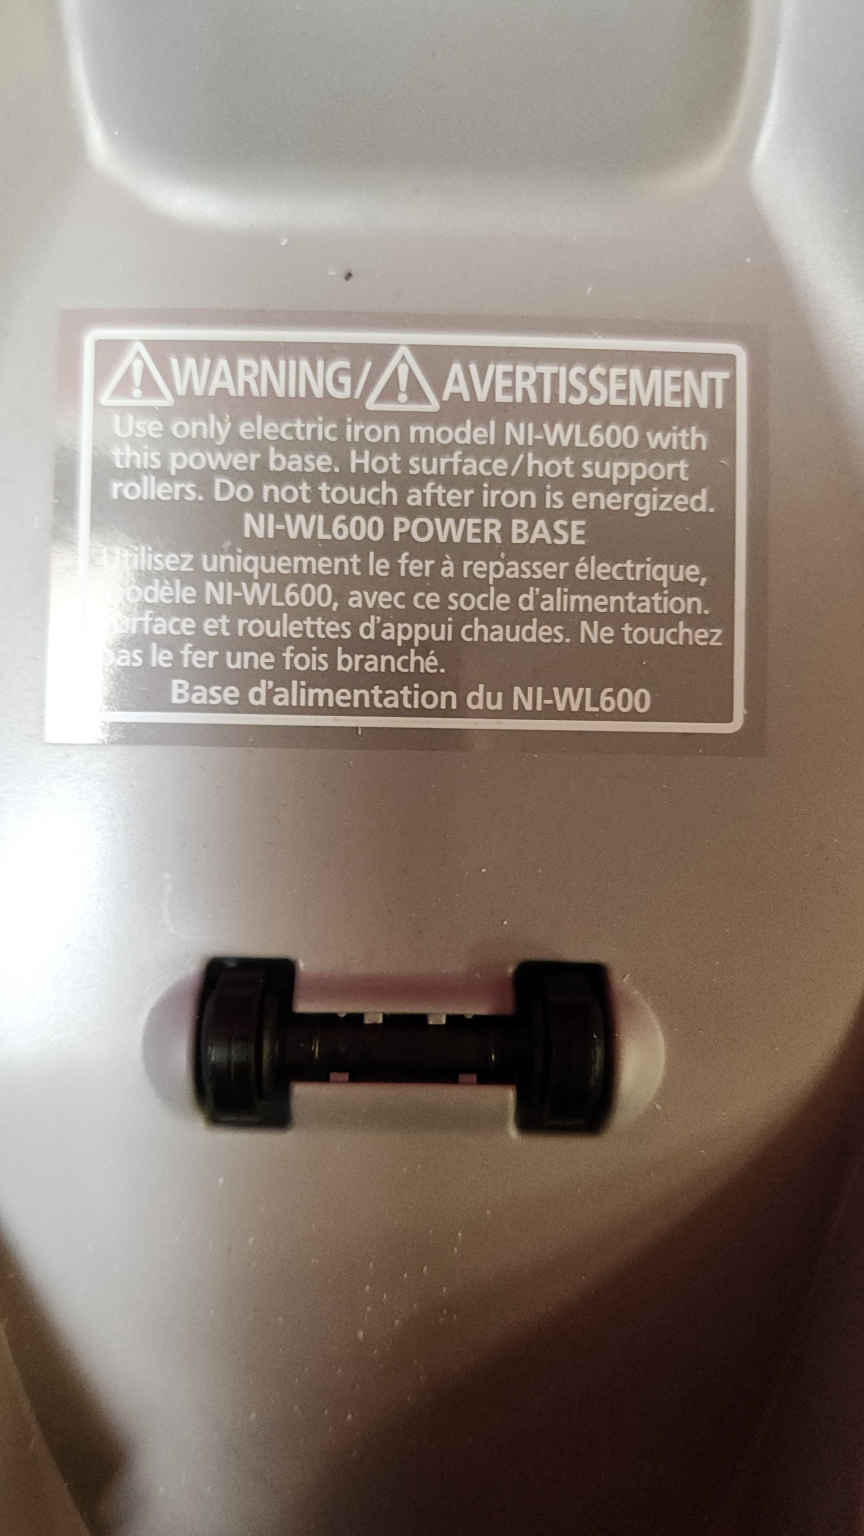 WARNING/AVERTISSEMENT
Use only electric iron model NI-WL600 with
this power base. Hot surface/hot support
rollers. Do not touch after iron is energized.
NI-WL600 POWER BASE
Utilisez uniquement le fer à repasser électrique,
modèle NI-WL600, avec ce socle d'alimentation.
Surface et roulettes d'appui chaudes. Ne touchez
pas le fer une fois branché.
Base d'alimentation du NI-WL600